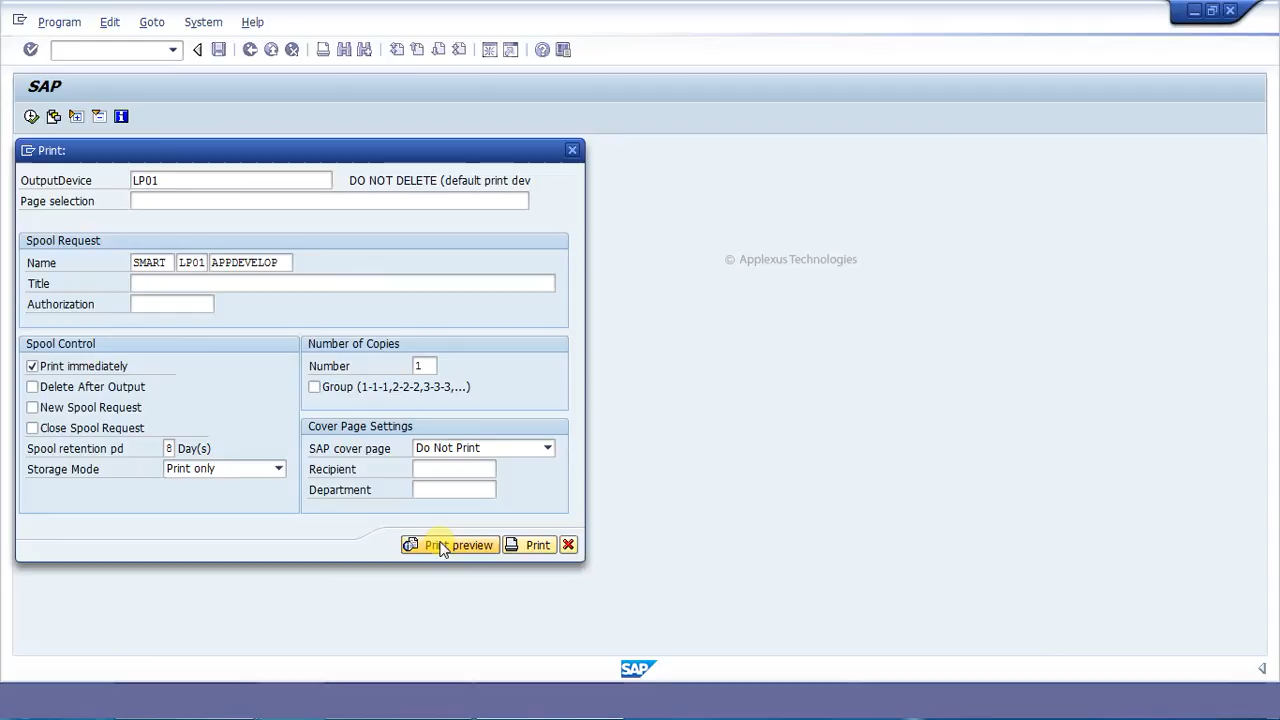 Program Edit Goto System Help
SAP
Print:
OutputDevice LP01 DO NOT DELETE (default print dev
Page selection
Spool Request
Name SMART LP01 APPDEVELOP
Title
Authorization
Spool Control
Print immediately
Delete After Output
New Spool Request
Close Spool Request
Spool retention pd 8 Day(s)
Storage Mode Print only
Number of Copies
Number 1
Group (1-1-1,2-2-2,3-3-3,...)
Cover Page Settings
SAP cover page Do Not Print
Recipient
Department
Print preview Print
© Applexus Technologies
SAP